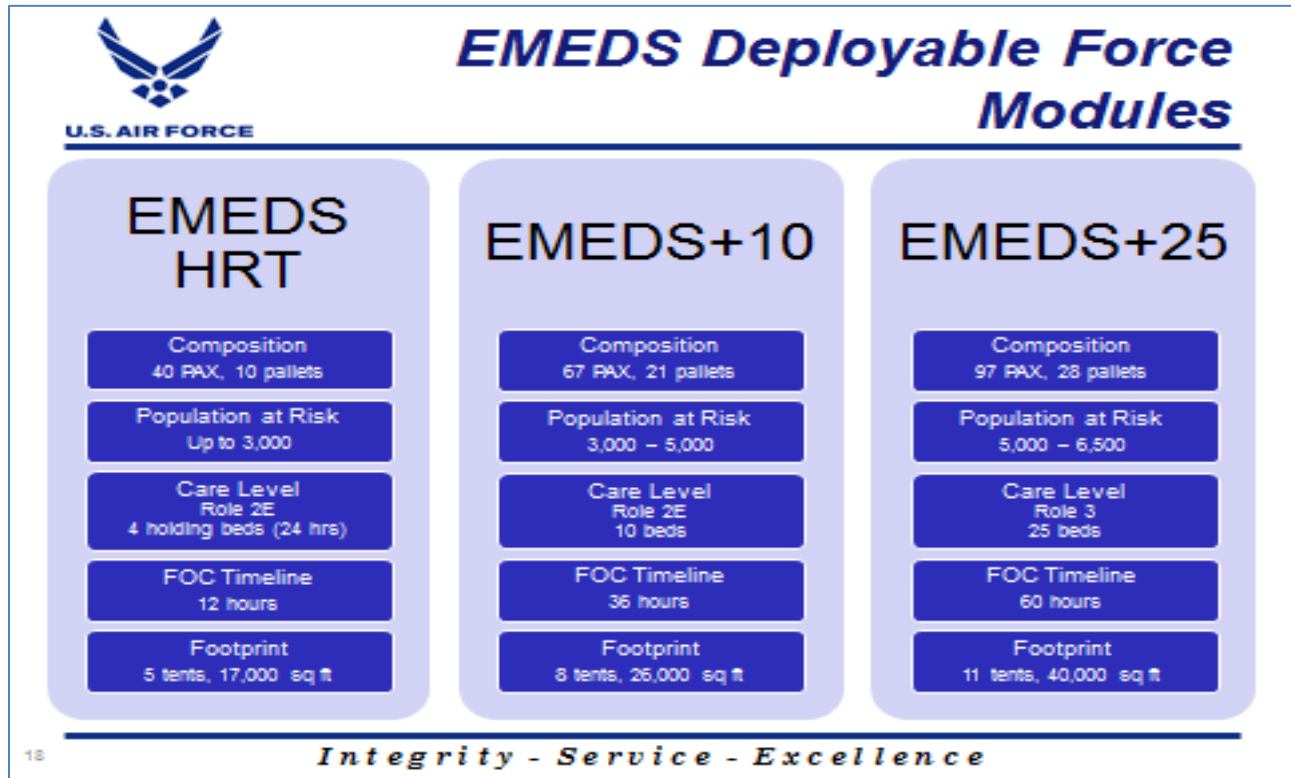 EMEDS Deployable Force
Modules
U.S. AIR FORCE
EMEDS
HRT
Composition
40 PAX, 10 pallets
Population at Risk
Up to 3,000
Care Level
Role 2E
4 holding beds (24 hrs)
FOC Timeline
12 hours
Footprint
5 tents, 17,000 sq ft
EMEDS+10
Composition
67 PAX, 21 pallets
Population at Risk
3,000 – 5,000
Care Level
Role 2E
10 beds
FOC Timeline
36 hours
Footprint
8 tents, 26,000 sq ft
EMEDS+25
Composition
97 PAX, 28 pallets
Population at Risk
5,000 – 6,500
Care Level
Role 3
25 beds
FOC Timeline
60 hours
Footprint
11 tents, 40,000 sq ft
18
Integrity - Service - Excellence